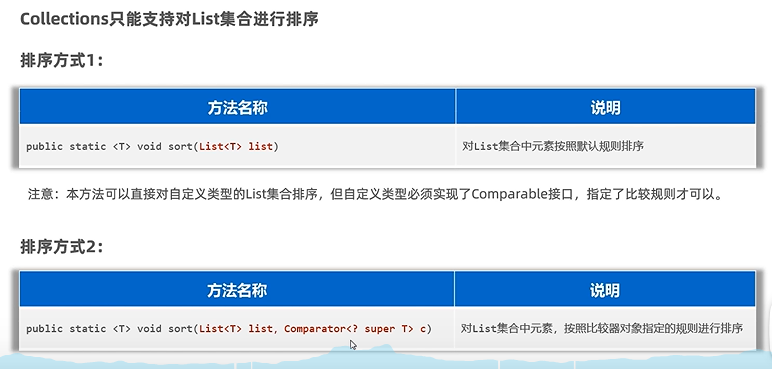 Collections只能支持对List集合进行排序
排序方式1：
方法名称 说明
public static <T> void sort(List<T> list) 对List集合中元素按照默认规则排序
注意：本方法可以直接对自定义类型的List集合排序，但自定义类型必须实现了Comparable接口，指定了比较规则才可以。
排序方式2：
方法名称 说明
public static <T> void sort(List<T> list, Comparator<? super T> c) 对List集合中元素，按照比较器对象指定的规则进行排序